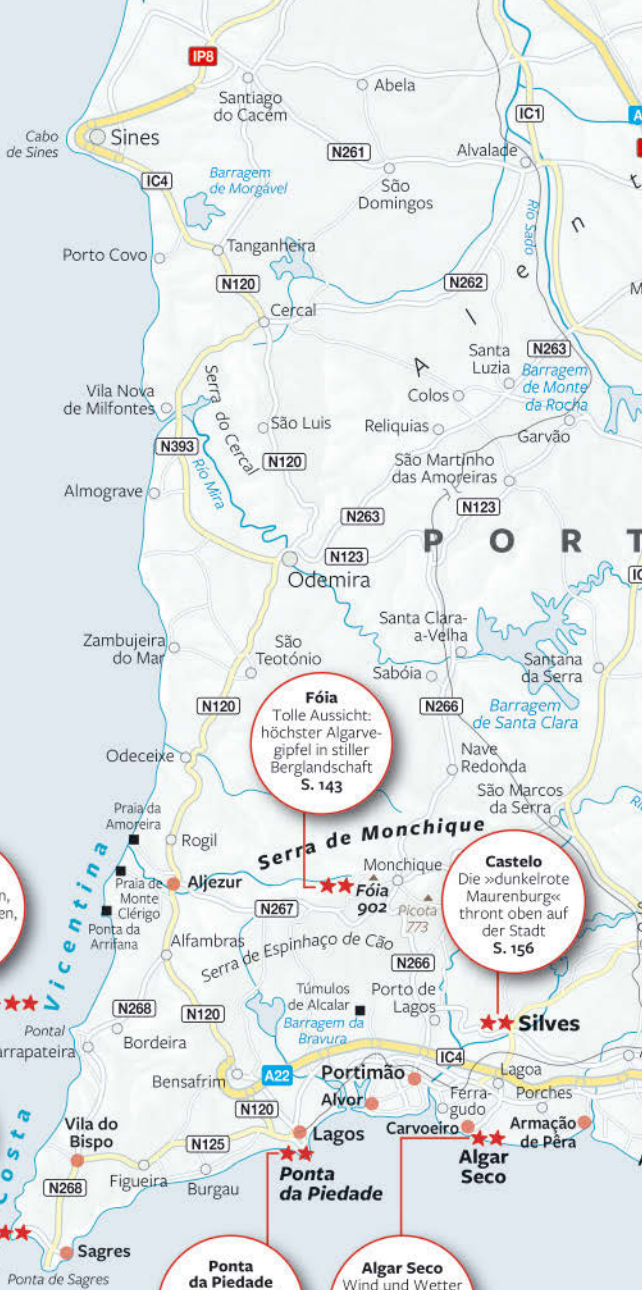 IP8
Santiago
do Cacém
Abela
Cabo
de Sines
Sines
IC1
N261
Alvalade
IC4
Barragem
de Morgável
São
Domingos
Rio Sado
Porto Covo
Tanganheira
N120
N262
Cercal
A l e n t
Santa
Luzia
N263
Barragem
de Monte
da Rocha
Vila Nova
de Milfontes
Serra do Cercal
Colos
São Luis
Reliquias
Garvão
N393
Rio Mira
N120
São Martinho
das Amoreiras
Almograve
N263
N123
N123
P O R T
Odemira
Zambujeira
do Mar
São
Teotónio
Santa Clara-
a-Velha
Sabóia
Santana
da Serra
N120
N266
Barragem
de Santa Clara
Fóia
Tolle Aussicht:
höchster Algarve-
gipfel in stiller
Berglandschaft
S. 143
Odeceixe
Nave
Redonda
São Marcos
da Serra
Praia da
Amoreira
Rogil
Serra de Monchique
Monchique
Castelo
Die »dunkelrote
Maurenburg«
thront oben auf
der Stadt
S. 156
Aljezur
Praia de
Monte
Clérigo
Fóia
902
Picota
773
N267
Ponta da
Arrifana
Alfambras
Serra de Espinhaço de Cão
N266
Costa Vicentina
Túmulos
de Alcalar
Porto de
Lagos
N268
N120
Barragem da
Bravura
Silves
Pontal
arrapateira
Bordeira
IC4
Bensafrim
A22
Portimão
Lagoa
Alvor
Ferra-
gudo
Porches
N120
Vila do
Bispo
N125
Lagos
Carvoeiro
Armação
de Pêra
Algar
Seco
Ponta
da Piedade
N268
Figueira
Burgau
Sagres
Ponta de Sagres
Ponta
da Piedade
Algar Seco
Wind und Wetter